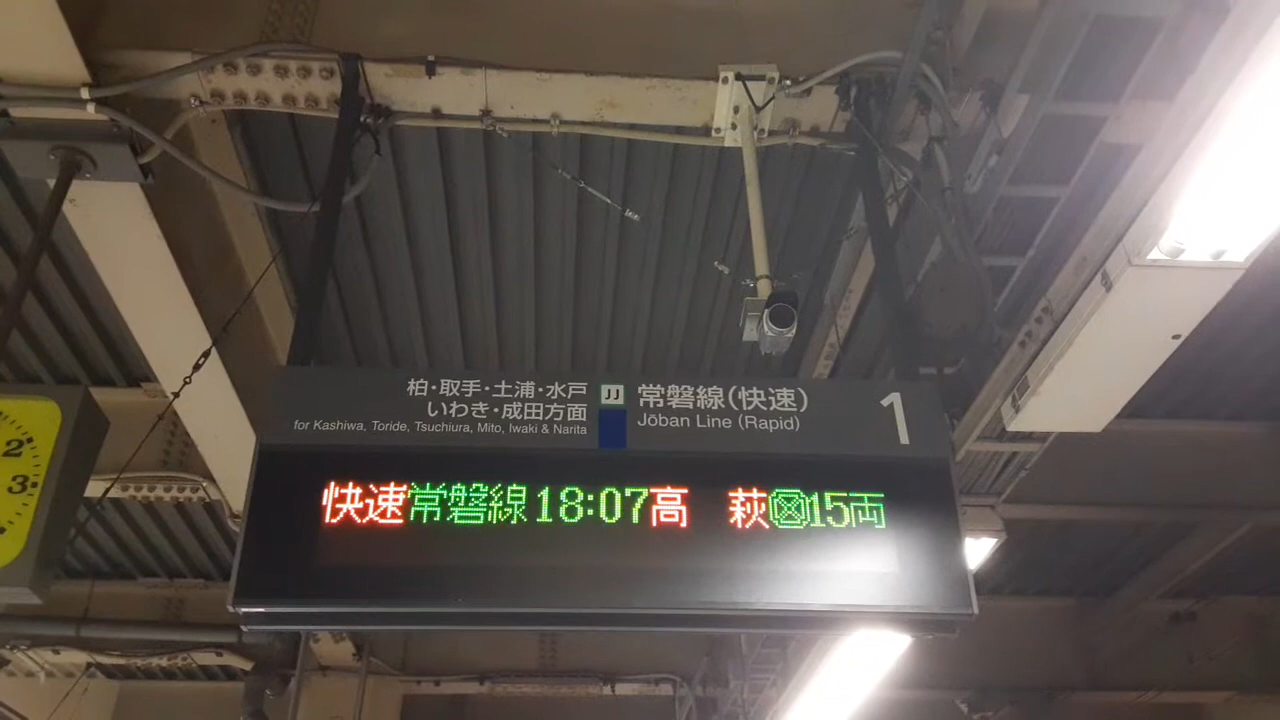 柏・取手・土浦・水戸
いわき・成田方面
for Kashiwa, Toride, Tsuchiura, Mito, Iwaki & Narita
JJ
常磐線(快速)
Jōban Line (Rapid)
1
快速常磐線18:07高 萩15両
2
3